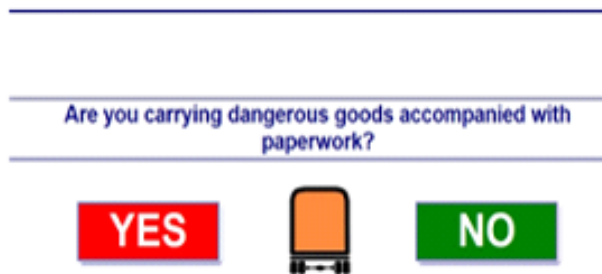 Are you carrying dangerous goods accompanied with
paperwork?
YES NO